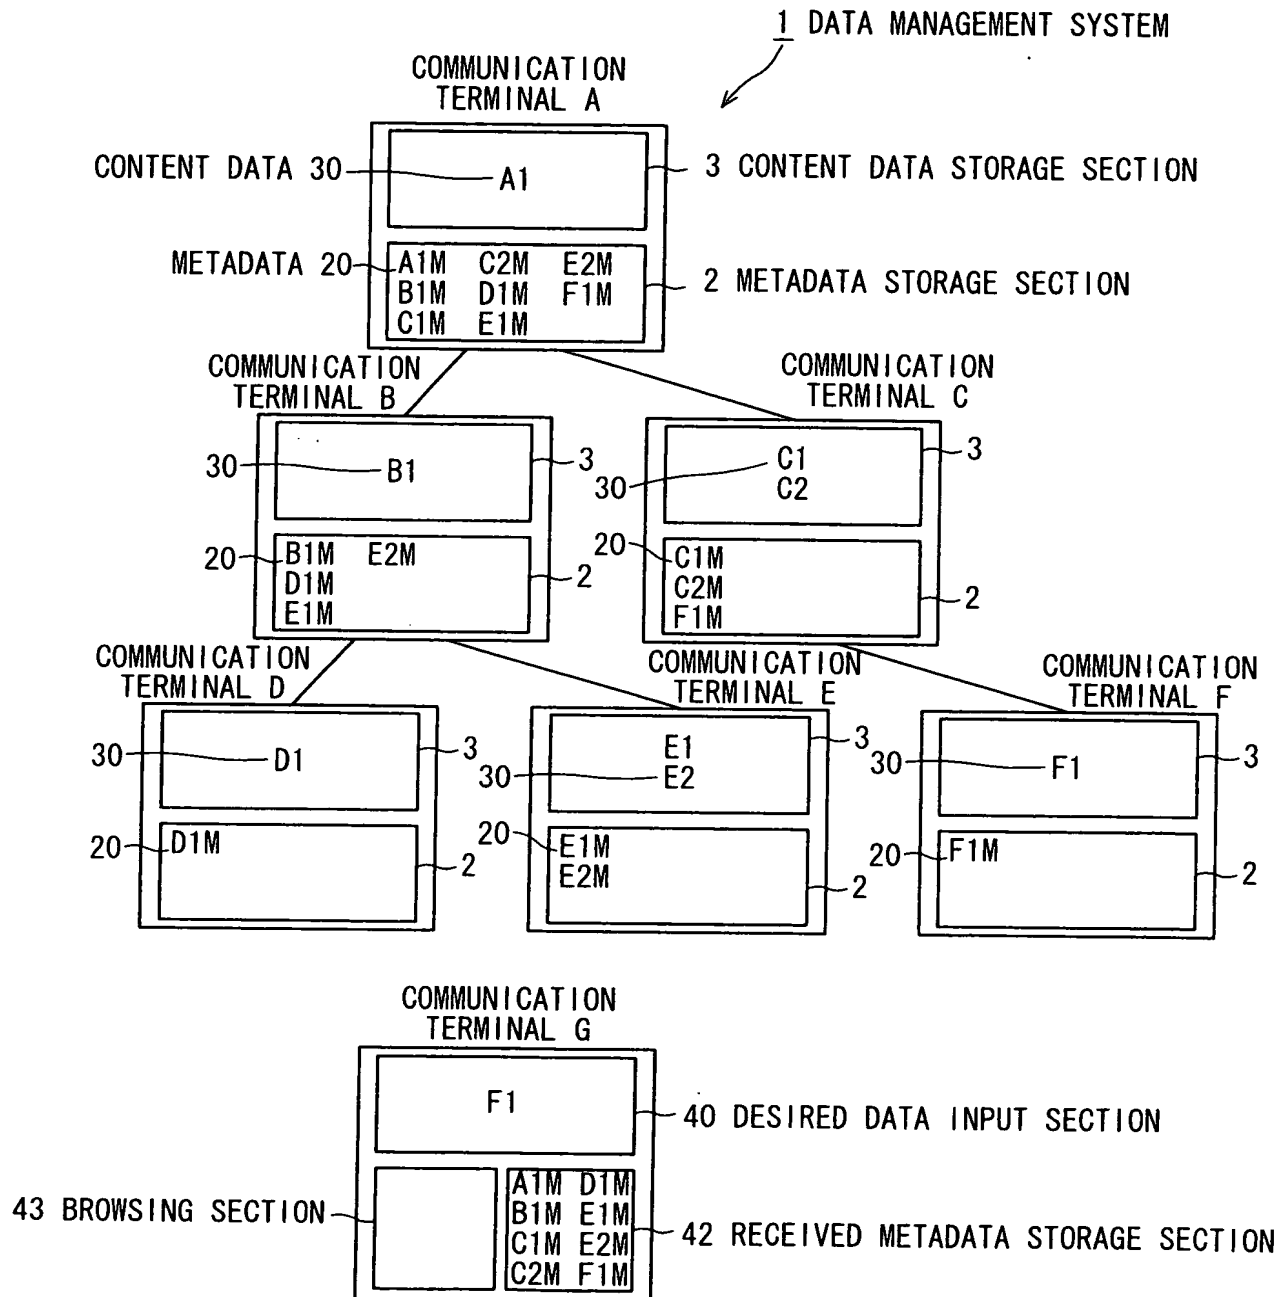 1 DATA MANAGEMENT SYSTEM
COMMUNICATION
TERMINAL A
CONTENT DATA 30
A1
3 CONTENT DATA STORAGE SECTION
METADATA 20
A1M C2M E2M
B1M D1M F1M
C1M E1M
2 METADATA STORAGE SECTION
COMMUNICATION
TERMINAL B
30
B1
3
20
B1M E2M
D1M
E1M
2
COMMUNICATION
TERMINAL C
30
C1
C2
3
20
C1M
C2M
F1M
2
COMMUNICATION
TERMINAL D
30
D1
3
20
D1M
2
COMMUNICATION
TERMINAL E
30
E1
E2
3
20
E1M
E2M
2
COMMUNICATION
TERMINAL F
30
F1
3
20
F1M
2
COMMUNICATION
TERMINAL G
F1
40 DESIRED DATA INPUT SECTION
43 BROWSING SECTION
A1M D1M
B1M E1M
C1M E2M
C2M F1M
42 RECEIVED METADATA STORAGE SECTION